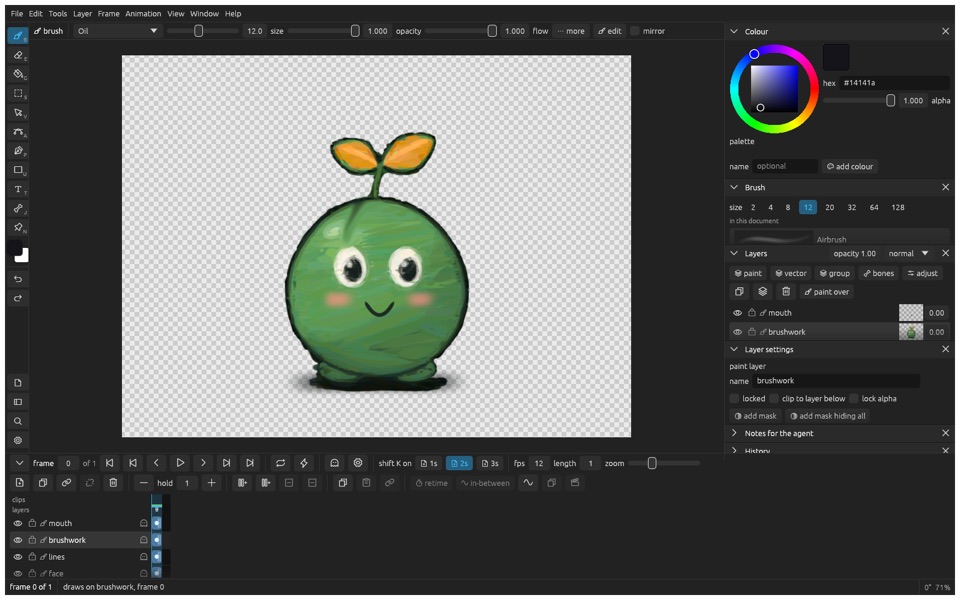 File Edit Tools Layer Frame Animation View Window Help
brush Oil 12.0 size 1.000 opacity 1.000 flow ··· more edit mirror
Colour
hex #14141a
1.000 alpha
palette
name optional add colour
Brush
size 2 4 8 12 20 32 64 128
in this document
Airbrush
Layers opacity 1.00 normal
paint vector group bones adjust
paint over
mouth 0.00
brushwork 0.00
Layer settings
paint layer
name brushwork
locked clip to layer below lock alpha
add mask add mask hiding all
Notes for the agent
History
frame 0 of 1 shift K on 1s 2s 3s fps 12 length 1 zoom
hold 1 retime in-between
clips
layers
mouth
brushwork
lines
face
frame 0 of 1 draws on brushwork, frame 0 0° 71%